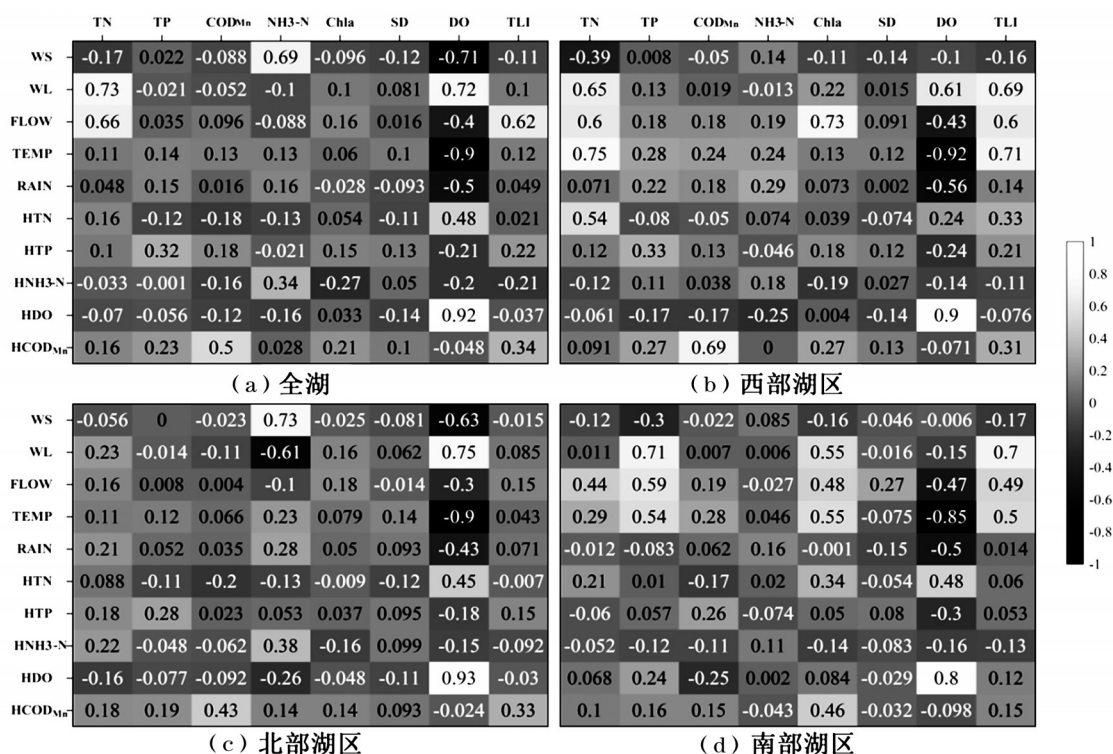 TN TP CODMn NH3-N Chla SD DO TLI TN TP CODMn NH3-N Chla SD DO TLI
WS -0.17 0.022 -0.088 0.69 -0.096 -0.12 -0.71 -0.11 -0.39 0.008 -0.05 0.14 -0.11 -0.14 -0.1 -0.16
WL 0.73 -0.021 -0.052 -0.1 0.1 0.081 0.72 0.1 0.65 0.13 0.019 -0.013 0.22 0.015 0.61 0.69
FLOW 0.66 0.035 0.096 -0.088 0.16 0.016 -0.4 0.62 0.6 0.18 0.18 0.19 0.73 0.091 -0.43 0.6
TEMP 0.11 0.14 0.13 0.13 0.06 0.1 -0.9 0.12 0.75 0.28 0.24 0.24 0.13 0.12 -0.92 0.71
RAIN 0.048 0.15 0.016 0.16 -0.028 -0.093 -0.5 0.049 0.071 0.22 0.18 0.29 0.073 0.002 -0.56 0.14
HTN 0.16 -0.12 -0.18 -0.13 0.054 -0.11 0.48 0.021 0.54 -0.08 -0.05 0.074 0.039 -0.074 0.24 0.33
HTP 0.1 0.32 0.18 -0.021 0.15 0.13 -0.21 0.22 0.12 0.33 0.13 -0.046 0.18 0.12 -0.24 0.21
HNH3-N -0.033 -0.001 -0.16 0.34 -0.27 0.05 -0.2 -0.21 -0.12 0.11 0.038 0.18 -0.19 0.027 -0.14 -0.11
HDO -0.07 -0.056 -0.12 -0.16 0.033 -0.14 0.92 -0.037 -0.061 -0.17 -0.17 -0.25 0.004 -0.14 0.9 -0.076
HCODMn 0.16 0.23 0.5 0.028 0.21 0.1 -0.048 0.34 0.091 0.27 0.69 0 0.27 0.13 -0.071 0.31
(a) 全湖 (b) 西部湖区
WS -0.056 0 -0.023 0.73 -0.025 -0.081 -0.63 -0.015 -0.12 -0.3 -0.022 0.085 -0.16 -0.046 -0.006 -0.17
WL 0.23 -0.014 -0.11 -0.61 0.16 0.062 0.75 0.085 0.011 0.71 0.007 0.006 0.55 -0.016 -0.15 0.7
FLOW 0.16 0.008 0.004 -0.1 0.18 -0.014 -0.3 0.15 0.44 0.59 0.19 -0.027 0.48 0.27 -0.47 0.49
TEMP 0.11 0.12 0.066 0.23 0.079 0.14 -0.9 0.043 0.29 0.54 0.28 0.046 0.55 -0.075 -0.85 0.5
RAIN 0.21 0.052 0.035 0.28 0.05 0.093 -0.43 0.071 -0.012 -0.083 0.062 0.16 -0.001 -0.15 -0.5 0.014
HTN 0.088 -0.11 -0.2 -0.13 -0.009 -0.12 0.45 -0.007 0.21 0.01 -0.17 0.02 0.34 -0.054 0.48 0.06
HTP 0.18 0.28 0.023 0.053 0.037 0.095 -0.18 0.15 -0.06 0.057 0.26 -0.074 0.05 0.08 -0.3 0.053
HNH3-N 0.22 -0.048 -0.062 0.38 -0.16 0.099 -0.15 -0.092 -0.052 -0.12 -0.11 0.11 -0.14 -0.083 -0.16 -0.13
HDO -0.16 -0.077 -0.092 -0.26 -0.048 -0.11 0.93 -0.03 0.068 0.24 -0.25 0.002 0.084 -0.029 0.8 0.12
HCODMn 0.18 0.19 0.43 0.14 0.14 0.093 -0.024 0.33 0.1 0.16 0.15 -0.043 0.46 -0.032 -0.098 0.15
(c) 北部湖区 (d) 南部湖区
1
0.8
0.6
0.4
0.2
0
-0.2
-0.4
-0.6
-0.8
-1